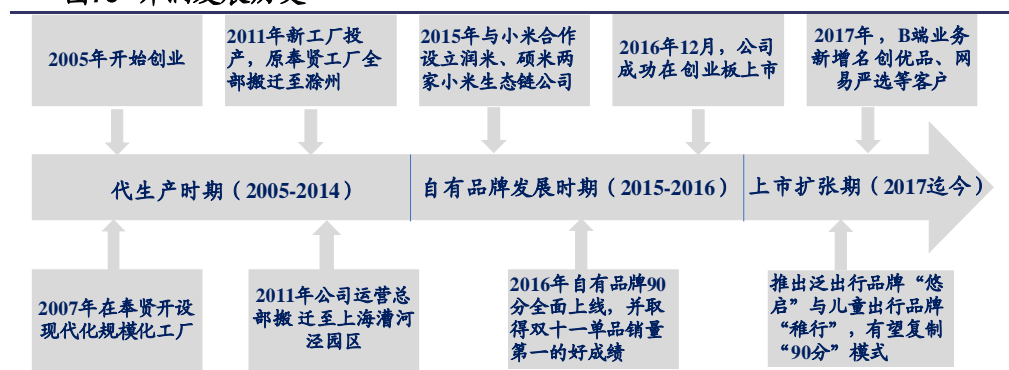 2005年开始创业
2011年新工厂投
产，原奉贤工厂全
部搬迁至滁州
2015年与小米合作
设立润米、硕米两
家小米生态链公司
2016年12月，公司
成功在创业板上市
2017年，B端业务
新增名创优品、网
易严选等客户
代生产时期（2005-2014）
自有品牌发展时期（2015-2016）
上市扩张期（2017迄今）
2007年在奉贤开设
现代化规模化工厂
2011年公司运营总
部搬 迁至上海漕河
泾园区
2016年自有品牌90
分全面上线，并取
得双十一单品销量
第一的好成绩
推出泛出行品牌“悠
启”与儿童出行品牌
“稚行”，有望复制
“90分”模式